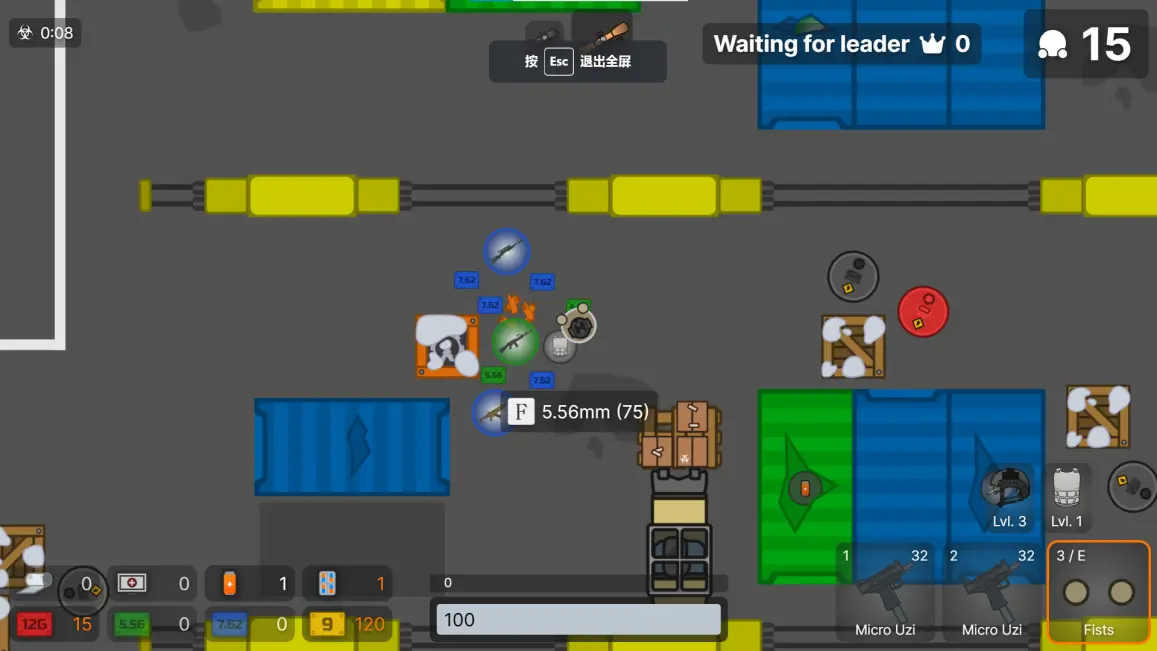 0:08
按 Esc 退出全屏
Waiting for leader 0
15
7.62
7.62
7.62
5.56
7.62
F 5.56mm (75)
Lvl. 3
Lvl. 1
0
0
1
1
12G 15
5.56 0
7.62 0
9 120
0
100
1 32
Micro Uzi
2 32
Micro Uzi
3 / E
Fists